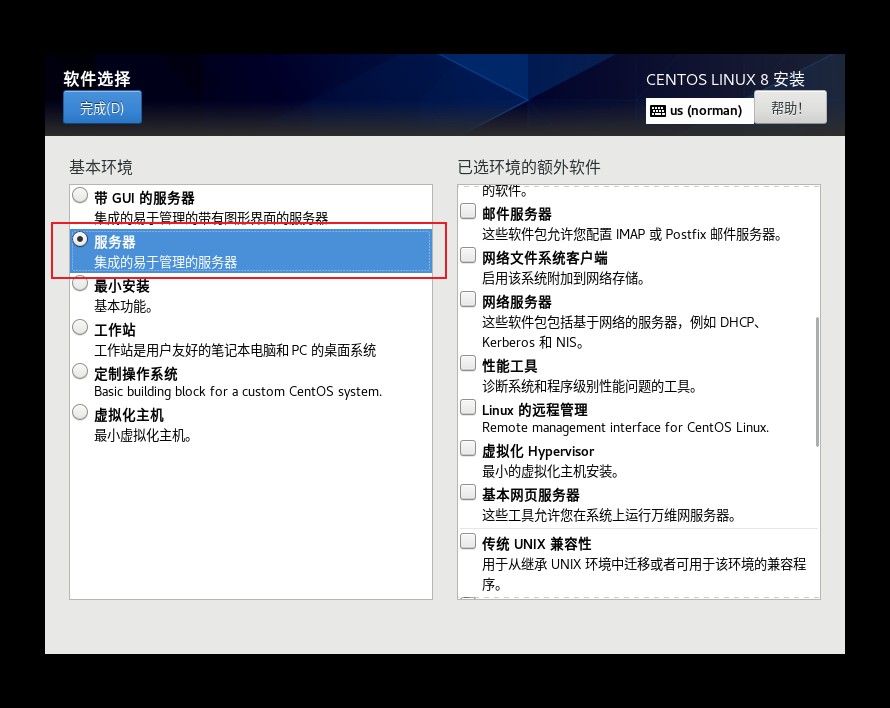 软件选择
完成(D)
CENTOS LINUX 8 安装
us (norman)
帮助!
基本环境
带 GUI 的服务器
集成的易于管理的带有图形界面的服务器
服务器
集成的易于管理的服务器
最小安装
基本功能。
工作站
工作站是用户友好的笔记本电脑和 PC 的桌面系统
定制操作系统
Basic building block for a custom CentOS system.
虚拟化主机
最小虚拟化主机。
已选环境的额外软件
的软件。
邮件服务器
这些软件包允许您配置 IMAP 或 Postfix 邮件服务器。
网络文件系统客户端
启用该系统附加到网络存储。
网络服务器
这些软件包包括基于网络的服务器，例如 DHCP、
Kerberos 和 NIS。
性能工具
诊断系统和程序级别性能问题的工具。
Linux 的远程管理
Remote management interface for CentOS Linux.
虚拟化 Hypervisor
最小的虚拟化主机安装。
基本网页服务器
这些工具允许您在系统上运行万维网服务器。
传统 UNIX 兼容性
用于从继承 UNIX 环境中迁移或者可用于该环境的兼容程
序。